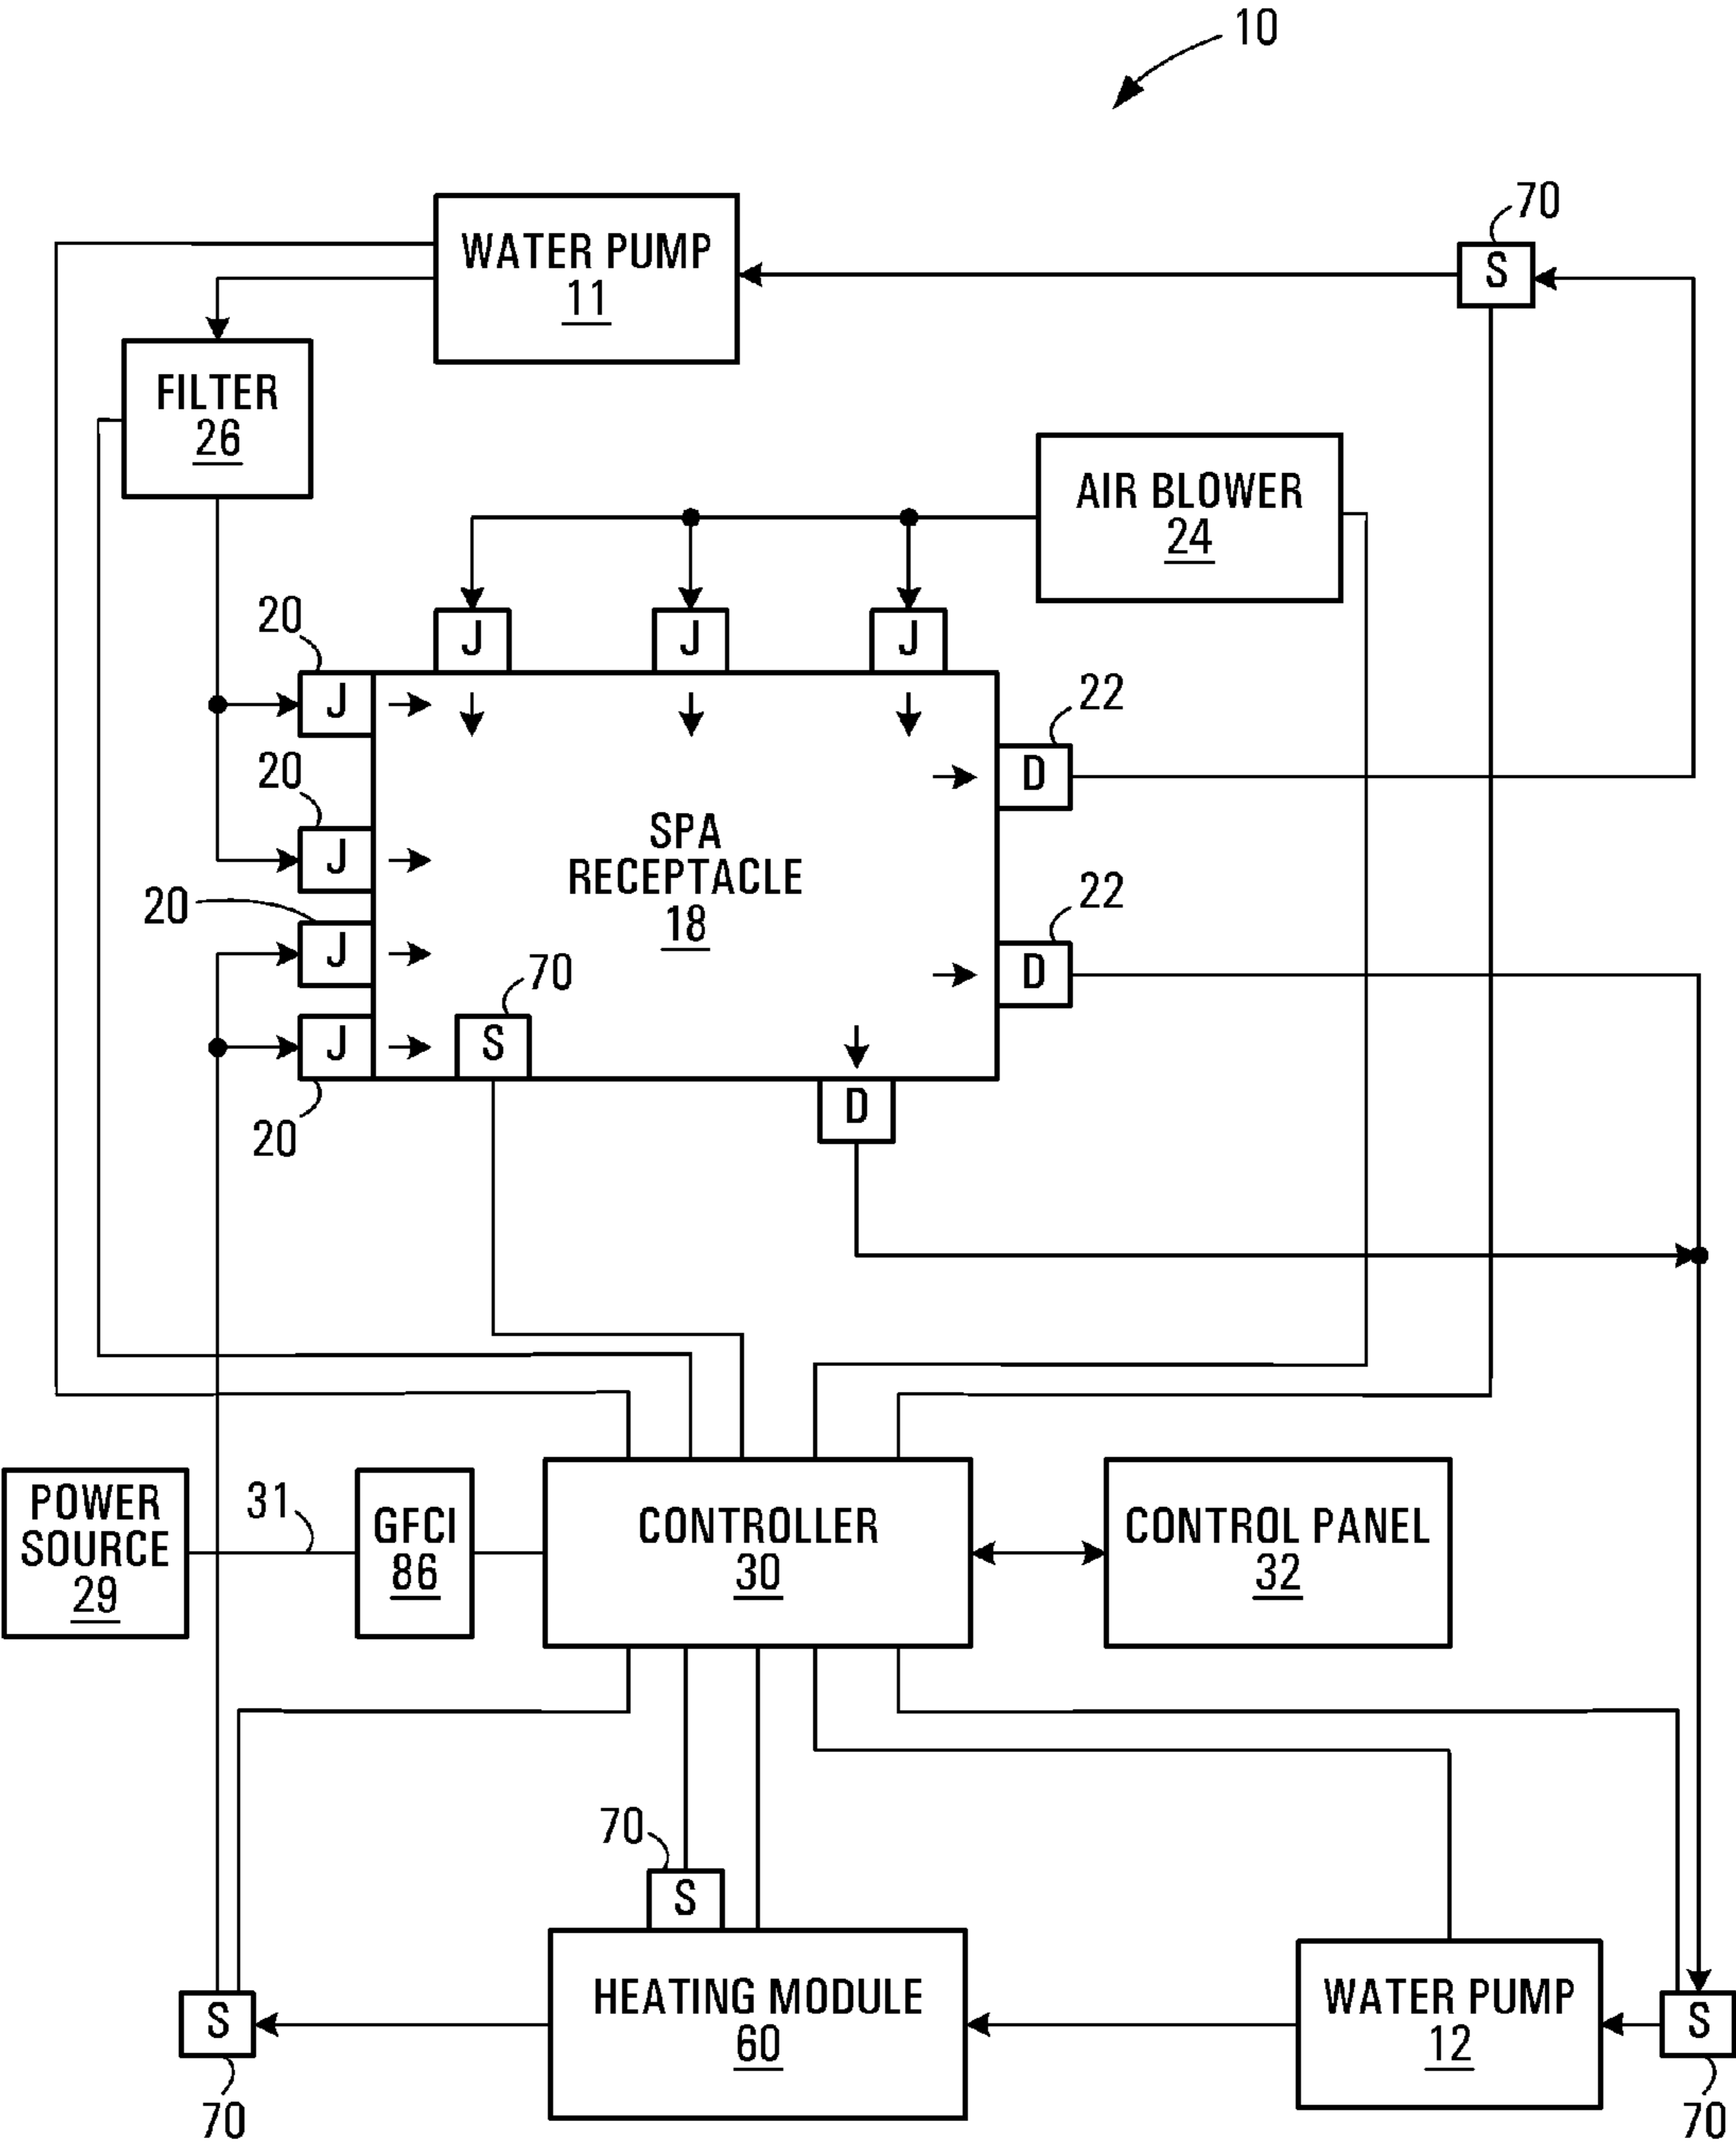 10
70
WATER PUMP
11
S
FILTER
26
AIR BLOWER
24
20
J
J
J
J
22
D
20
J
SPA
RECEPTACLE
18
22
20
J
D
70
J
S
20
D
POWER
SOURCE
29
31
GFCI
86
CONTROLLER
30
CONTROL PANEL
32
70
S
HEATING MODULE
60
WATER PUMP
12
S
S
70
70